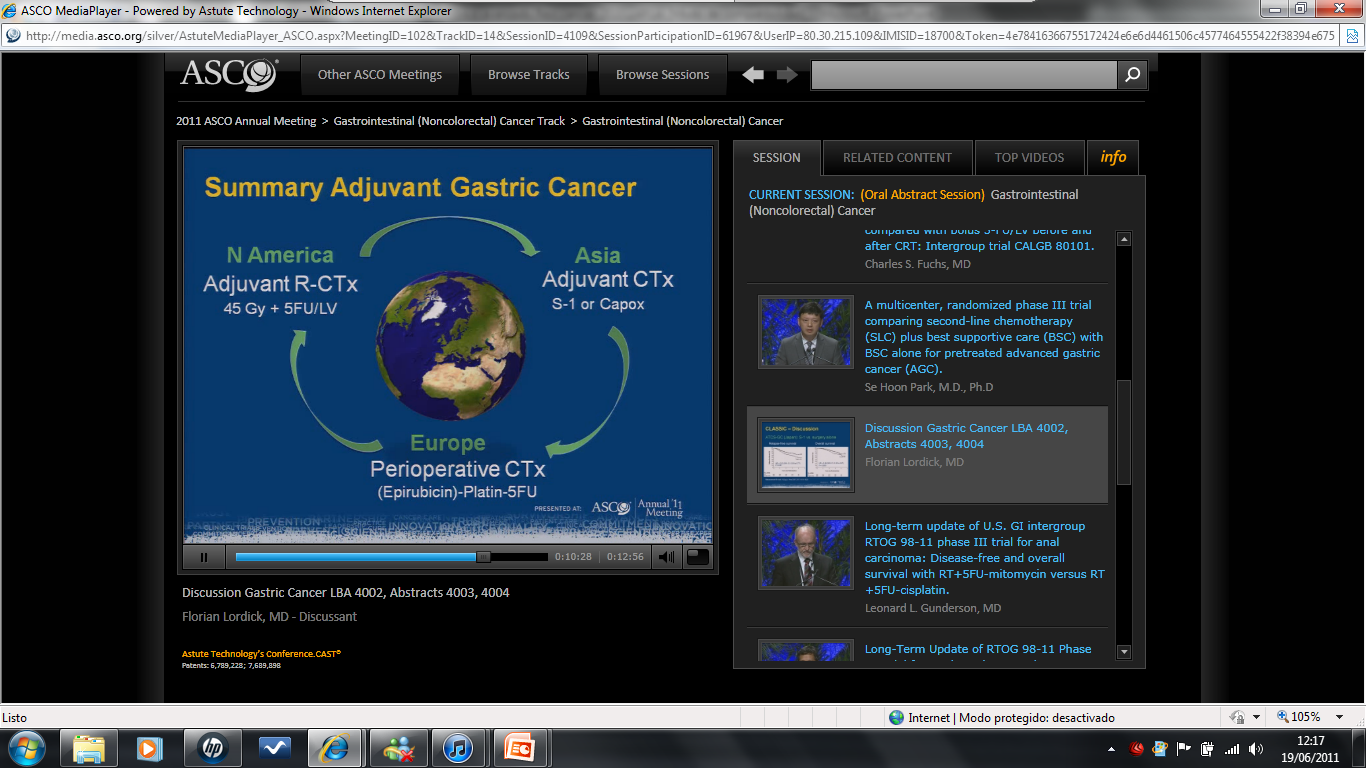 ASCO MediaPlayer - Powered by Astute Technology - Windows Internet Explorer
http://media.asco.org/silver/AstuteMediaPlayer_ASCO.aspx?MeetingID=102&TrackID=14&SessionID=4109&SessionParticipationID=61967&UserIP=80.30.215.109&IMISID=18700&Token=4e78416366755172424e6e6d4461506c4577464555422f38394e675
ASCO
Other ASCO Meetings
Browse Tracks
Browse Sessions
2011 ASCO Annual Meeting > Gastrointestinal (Noncolorectal) Cancer Track > Gastrointestinal (Noncolorectal) Cancer
Summary Adjuvant Gastric Cancer
N America
Adjuvant R-CTx
45 Gy + 5FU/LV
Asia
Adjuvant CTx
S-1 or Capox
Europe
Perioperative CTx
(Epirubicin)-Platin-5FU
PRESENTED AT: ASCO Annual '11
Meeting
PREVENTION
0:10:28 | 0:12:56
Discussion Gastric Cancer LBA 4002, Abstracts 4003, 4004
Florian Lordick, MD - Discussant
Astute Technology's Conference.CAST®
Patents: 6,789,228; 7,689,898
SESSION
RELATED CONTENT
TOP VIDEOS
info
CURRENT SESSION: (Oral Abstract Session) Gastrointestinal
(Noncolorectal) Cancer
compared with bolus 5-FU/LV before and
after CRT: Intergroup trial CALGB 80101.
Charles S. Fuchs, MD
A multicenter, randomized phase III trial
comparing second-line chemotherapy
(SLC) plus best supportive care (BSC) with
BSC alone for pretreated advanced gastric
cancer (AGC).
Se Hoon Park, M.D., Ph.D
CLASSIC – Discussion
Discussion Gastric Cancer LBA 4002,
Abstracts 4003, 4004
Florian Lordick, MD
Long-term update of U.S. GI intergroup
RTOG 98-11 phase III trial for anal
carcinoma: Disease-free and overall
survival with RT+5FU-mitomycin versus RT
+5FU-cisplatin.
Leonard L. Gunderson, MD
Long-Term Update of RTOG 98-11 Phase
Listo
Internet | Modo protegido: desactivado
105%
12:17
19/06/2011